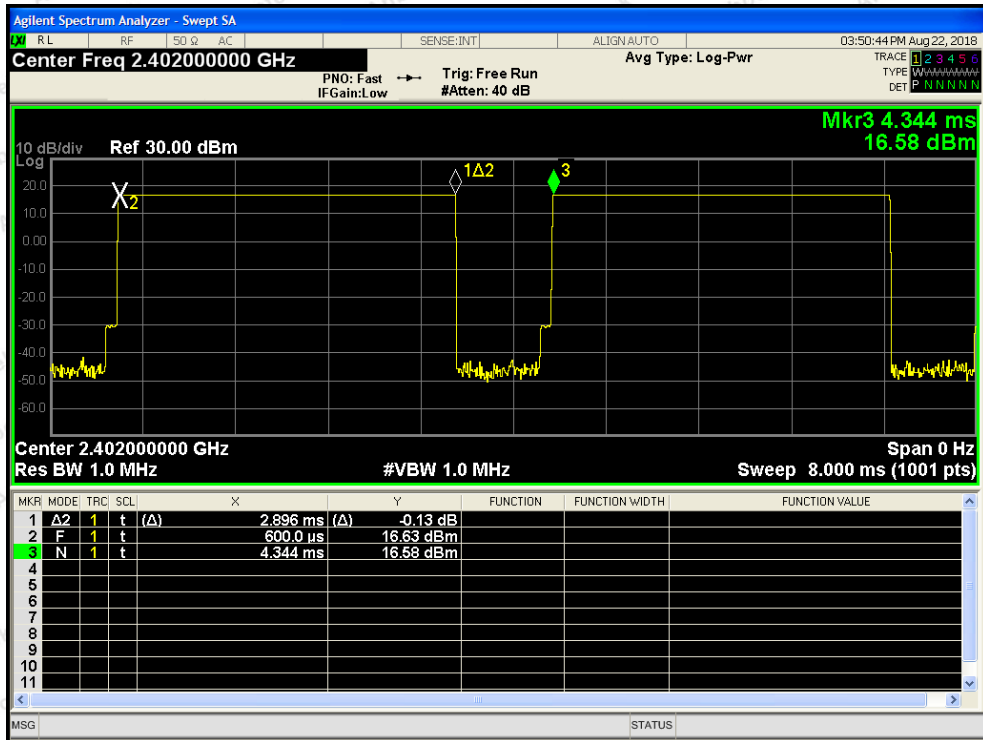 Agilent Spectrum Analyzer - Swept SA
LXI RL RF 50 Ω AC SENSE:INT ALIGN AUTO 03:50:44 PM Aug 22, 2018
Center Freq 2.402000000 GHz Avg Type: Log-Pwr TRACE 1 2 3 4 5 6
PNO: Fast Trig: Free Run TYPE WWWWWW
IFGain:Low #Atten: 40 dB DET P N N N N N
Mkr3 4.344 ms
10 dB/div Ref 30.00 dBm 16.58 dBm
Log
1Δ2 3
20.0
X2
10.0
0.00
-10.0
-20.0
-30.0
-40.0
-50.0
-60.0
Center 2.402000000 GHz Span 0 Hz
Res BW 1.0 MHz #VBW 1.0 MHz Sweep 8.000 ms (1001 pts)
MKR MODE TRC SCL X Y FUNCTION FUNCTION WIDTH FUNCTION VALUE
1 Δ2 1 t (Δ) 2.896 ms (Δ) -0.13 dB
2 F 1 t 600.0 µs 16.63 dBm
3 N 1 t 4.344 ms 16.58 dBm
4
5
6
7
8
9
10
11
MSG STATUS